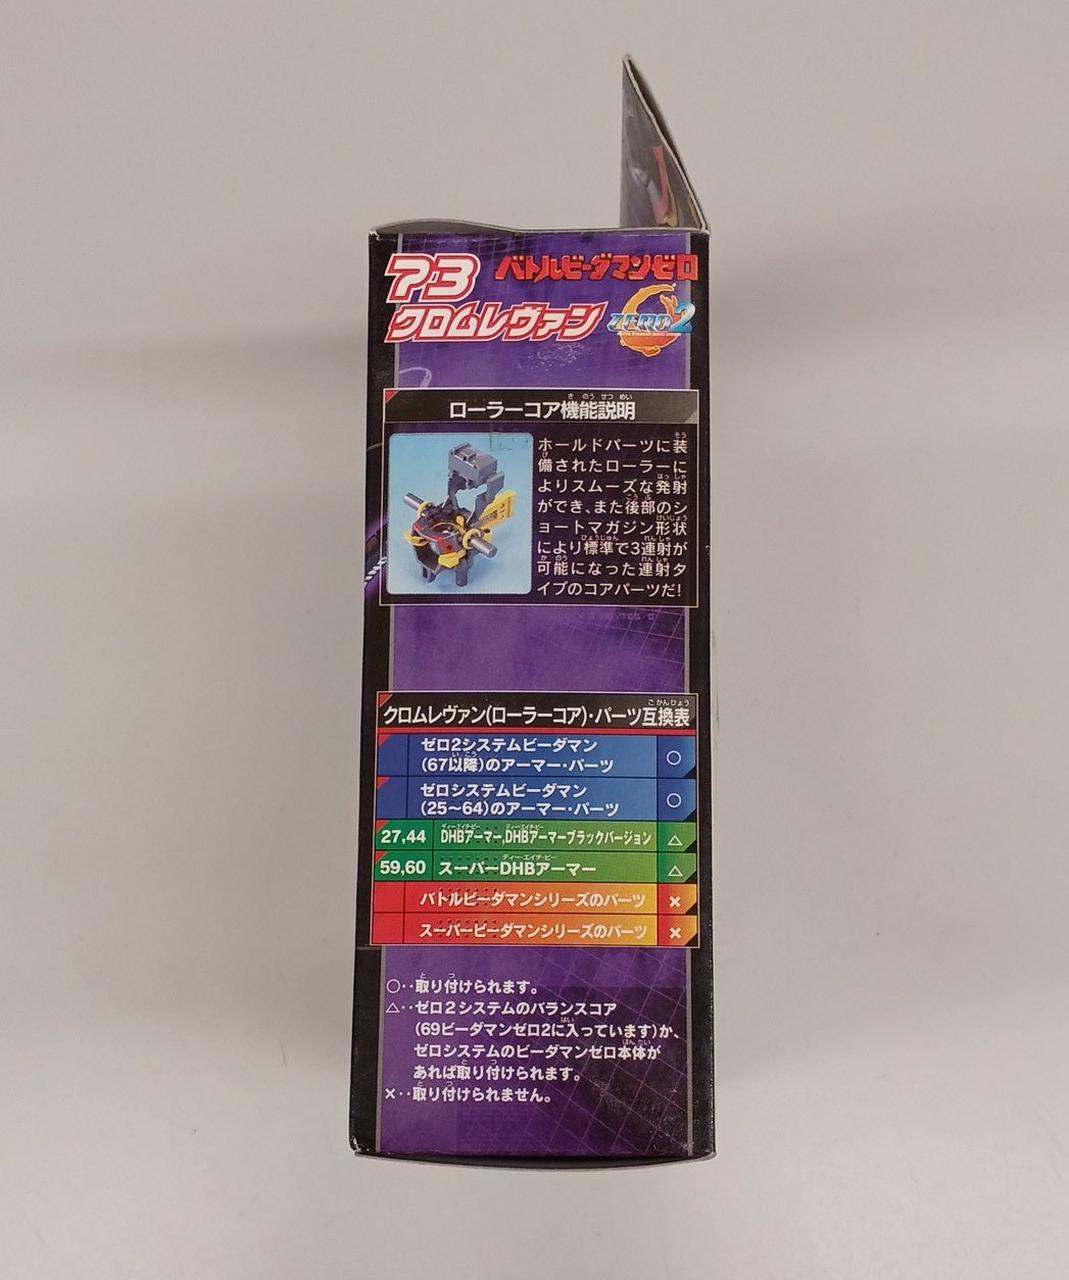 73
バトルビーダマンゼロ
クロムレヴァン
ZERO2
ローラーコア機能説明
ホールドパーツに装
備されたローラーに
よりスムーズな発射
ができ、また後部のシ
ョートマガジン形状
により標準で3連射が
可能になった連射タ
イプのコアパーツだ!
クロムレヴァン(ローラーコア)・パーツ互換表
ゼロ2システムビーダマン
(67以降)のアーマー・パーツ ○
ゼロシステムビーダマン
(25〜64)のアーマー・パーツ ○
27,44 DHBアーマー,DHBアーマーブラックバージョン △
59,60 スーパーDHBアーマー △
バトルビーダマンシリーズのパーツ ×
スーパービーダマンシリーズのパーツ ×
○‥取り付けられます。
△‥ゼロ2システムのバランスコア
(69ビーダマンゼロ2に入っています)か、
ゼロシステムのビーダマンゼロ本体が
あれば取り付けられます。
×‥取り付けられません。